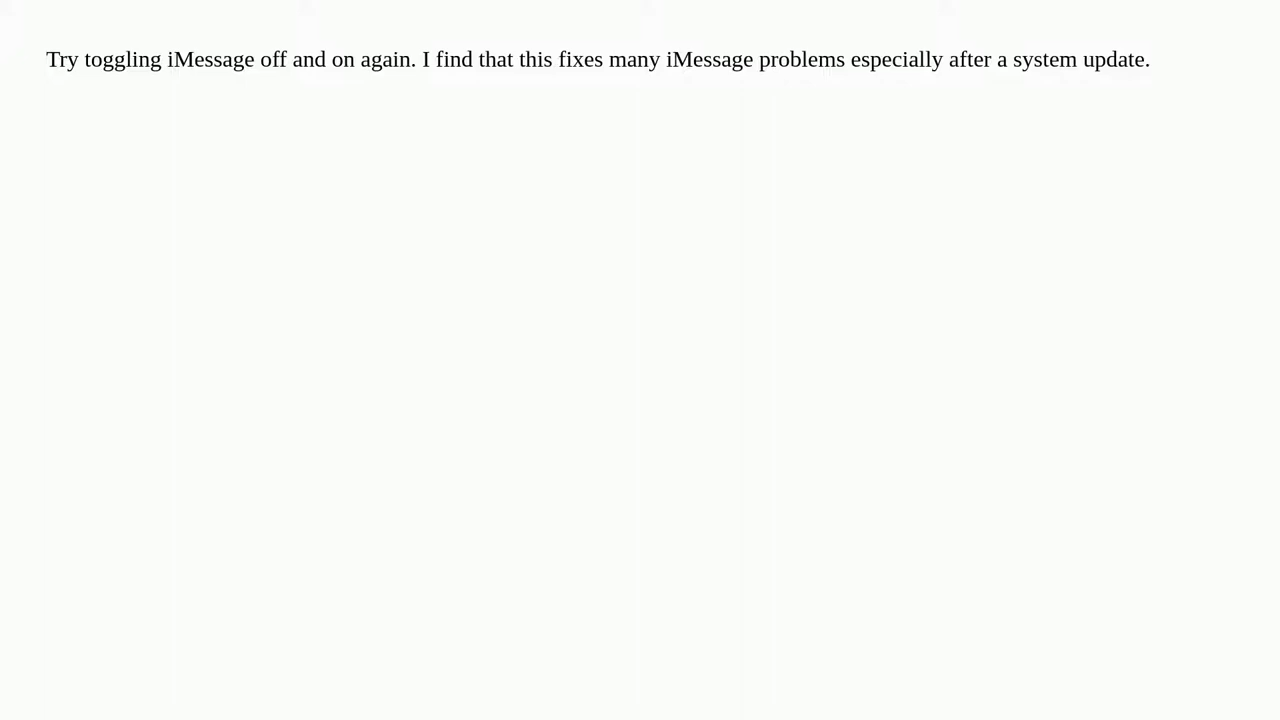 Try toggling iMessage off and on again. I find that this fixes many iMessage problems especially after a system update.